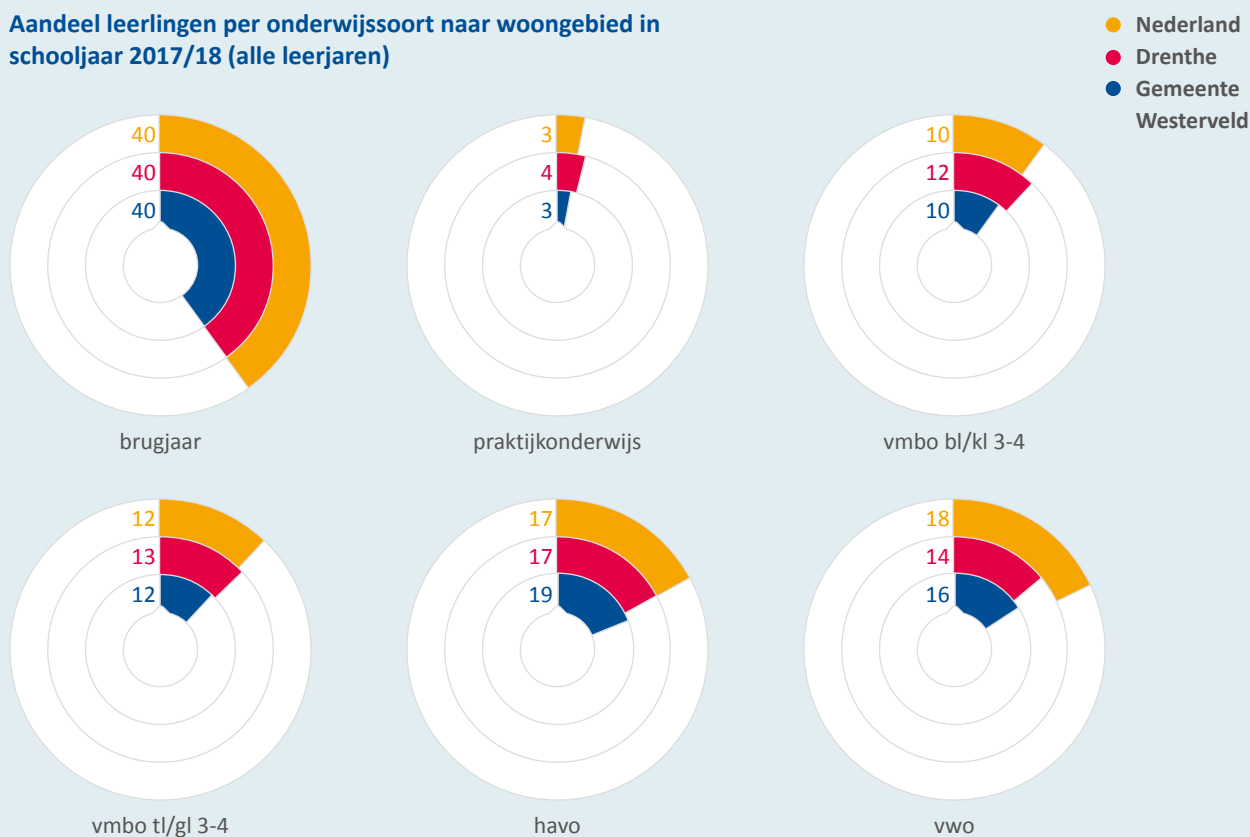 Aandeel leerlingen per onderwijssoort naar woongebied in
schooljaar 2017/18 (alle leerjaren)
Nederland
Drenthe
Gemeente
Westerveld
40
40
40
brugjaar
3
4
3
praktijkonderwijs
10
12
10
vmbo bl/kl 3-4
12
13
12
vmbo tl/gl 3-4
17
17
19
havo
18
14
16
vwo